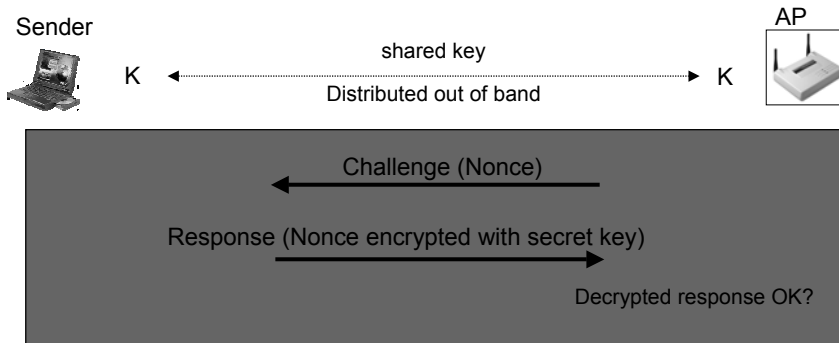 Sender
AP
shared key
K
K
Distributed out of band
Challenge (Nonce)
Response (Nonce encrypted with secret key)
Decrypted response OK?